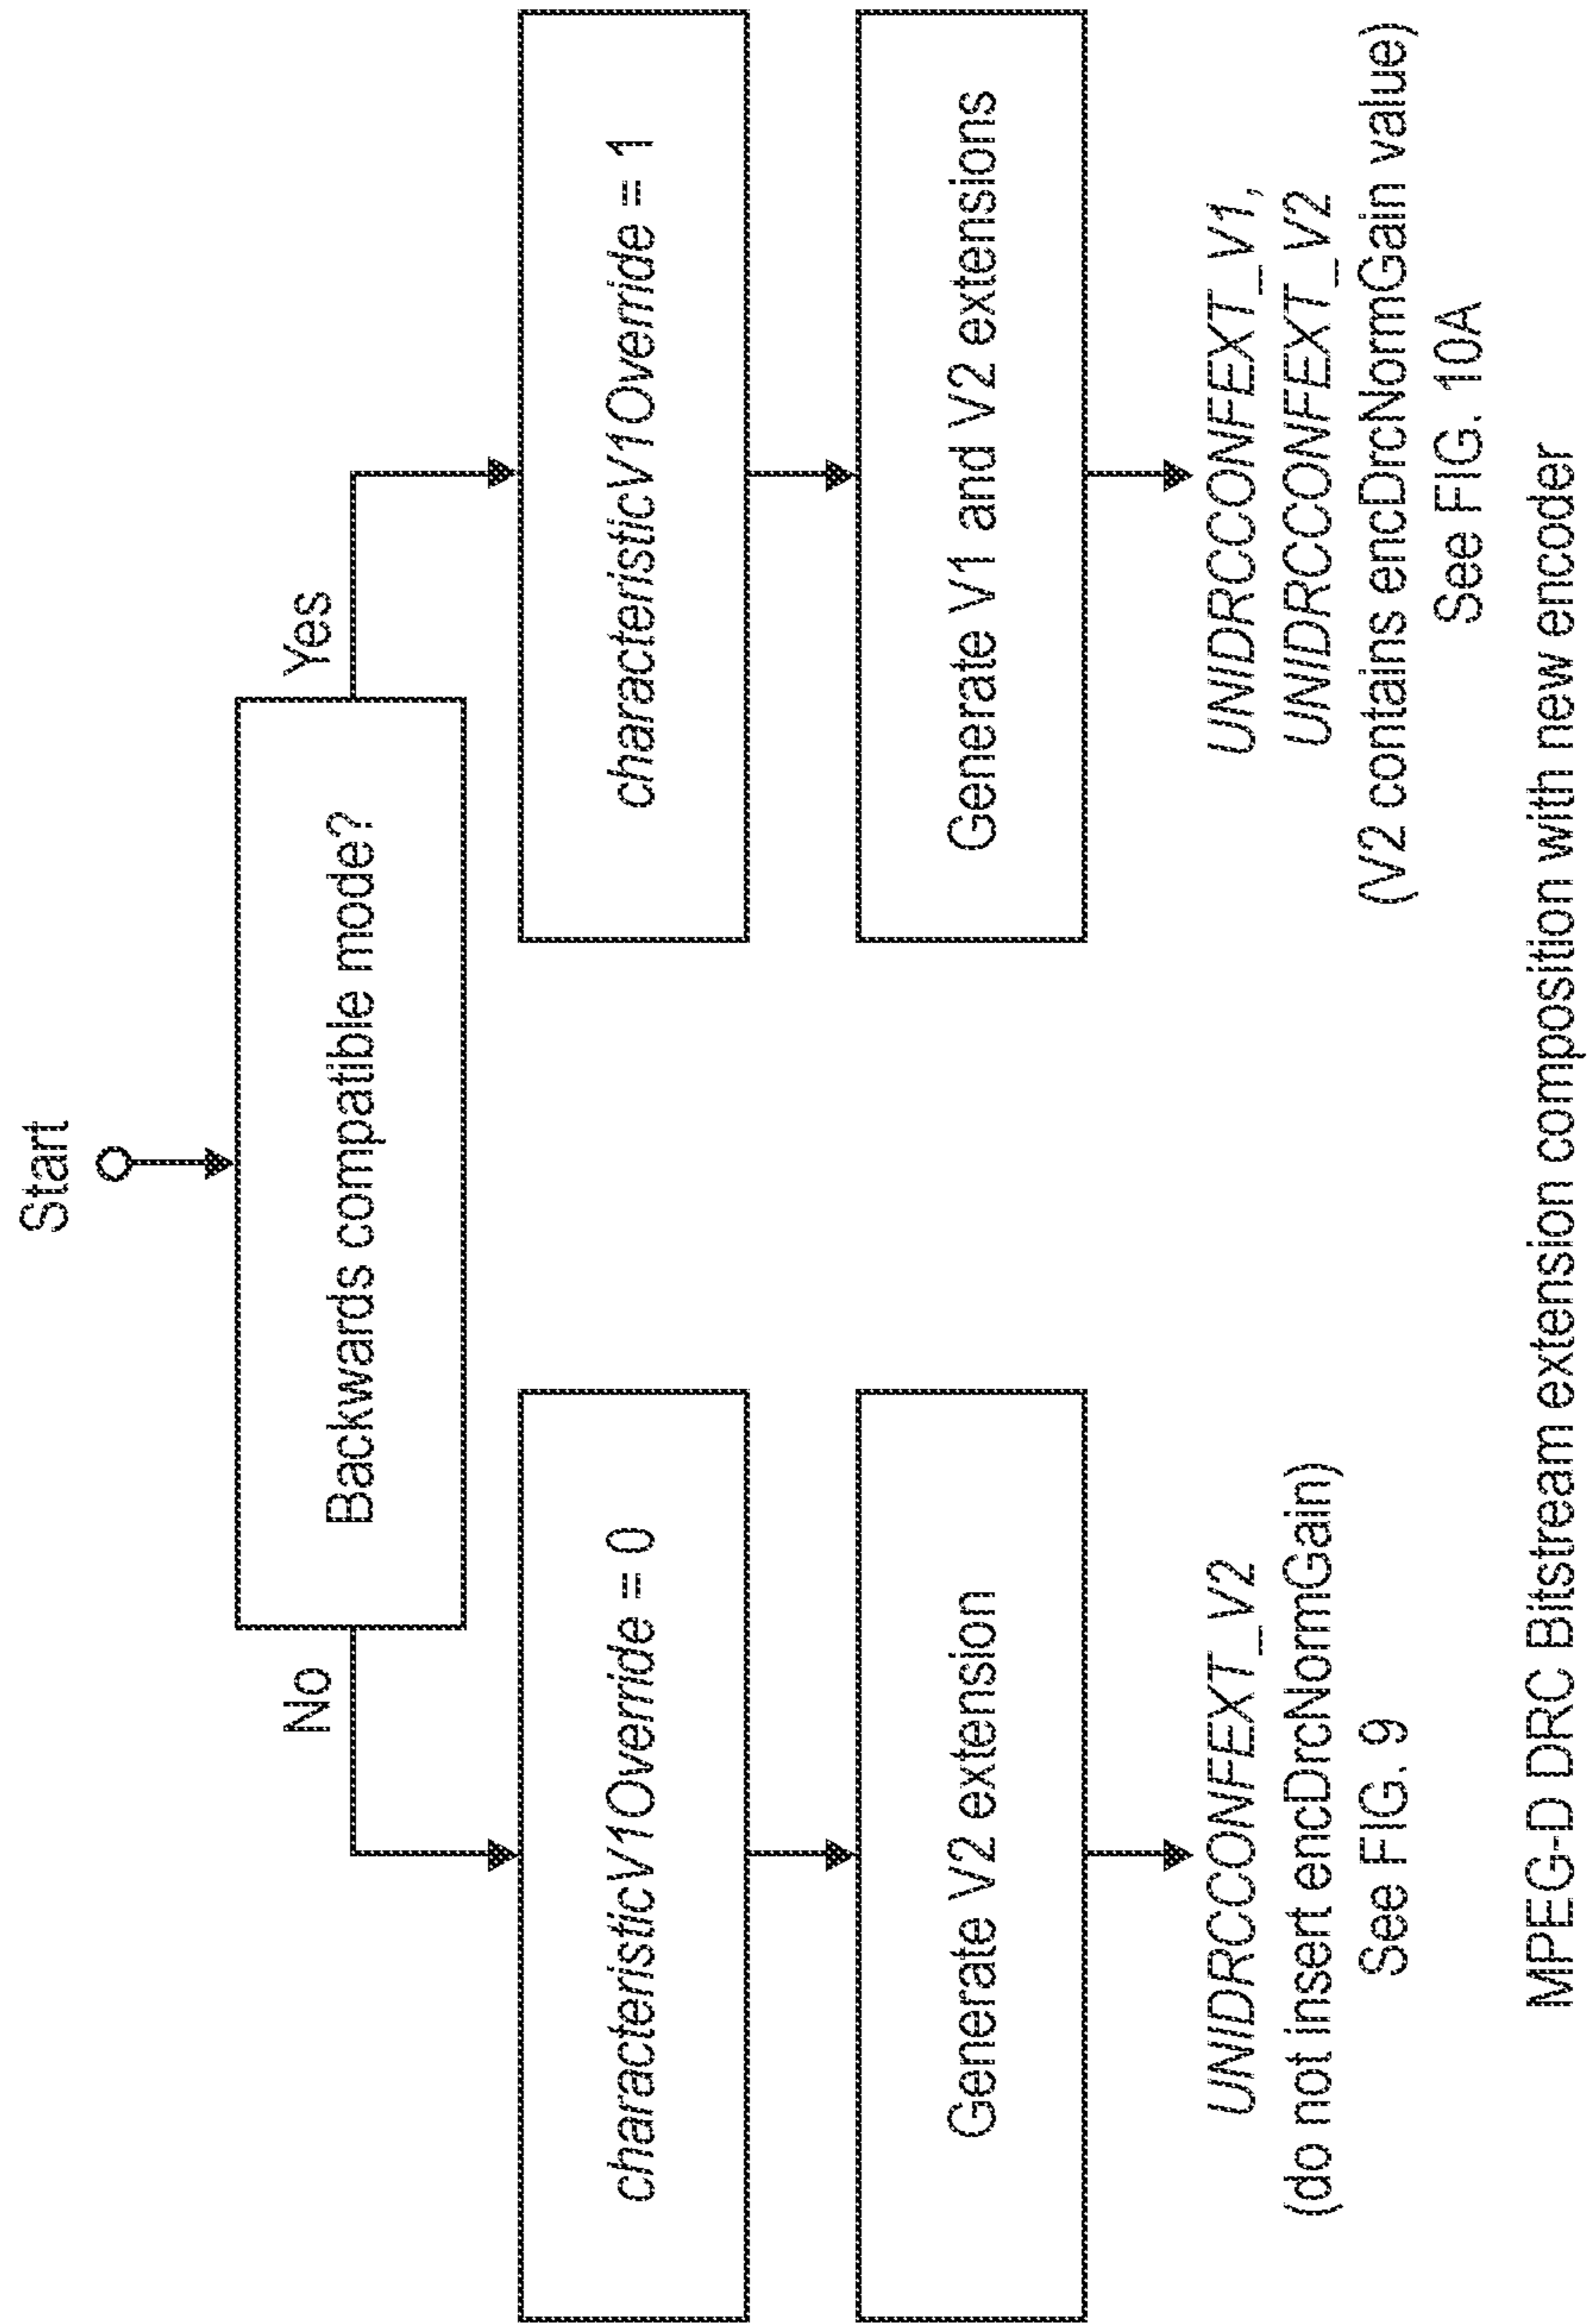 Start
Backwards compatible mode?
No
Yes
characteristicV1Override = 0
characteristicV1Override = 1
Generate V2 extension
Generate V1 and V2 extensions
UNIDRCCONFEXT_V2
(do not insert encDrcNormGain)
See FIG. 9
UNIDRCCONFEXT_V1,
UNIDRCCONFEXT_V2
(V2 contains encDrcNormGain value)
See FIG. 10A
MPEG-D DRC Bitstream extension composition with new encoder